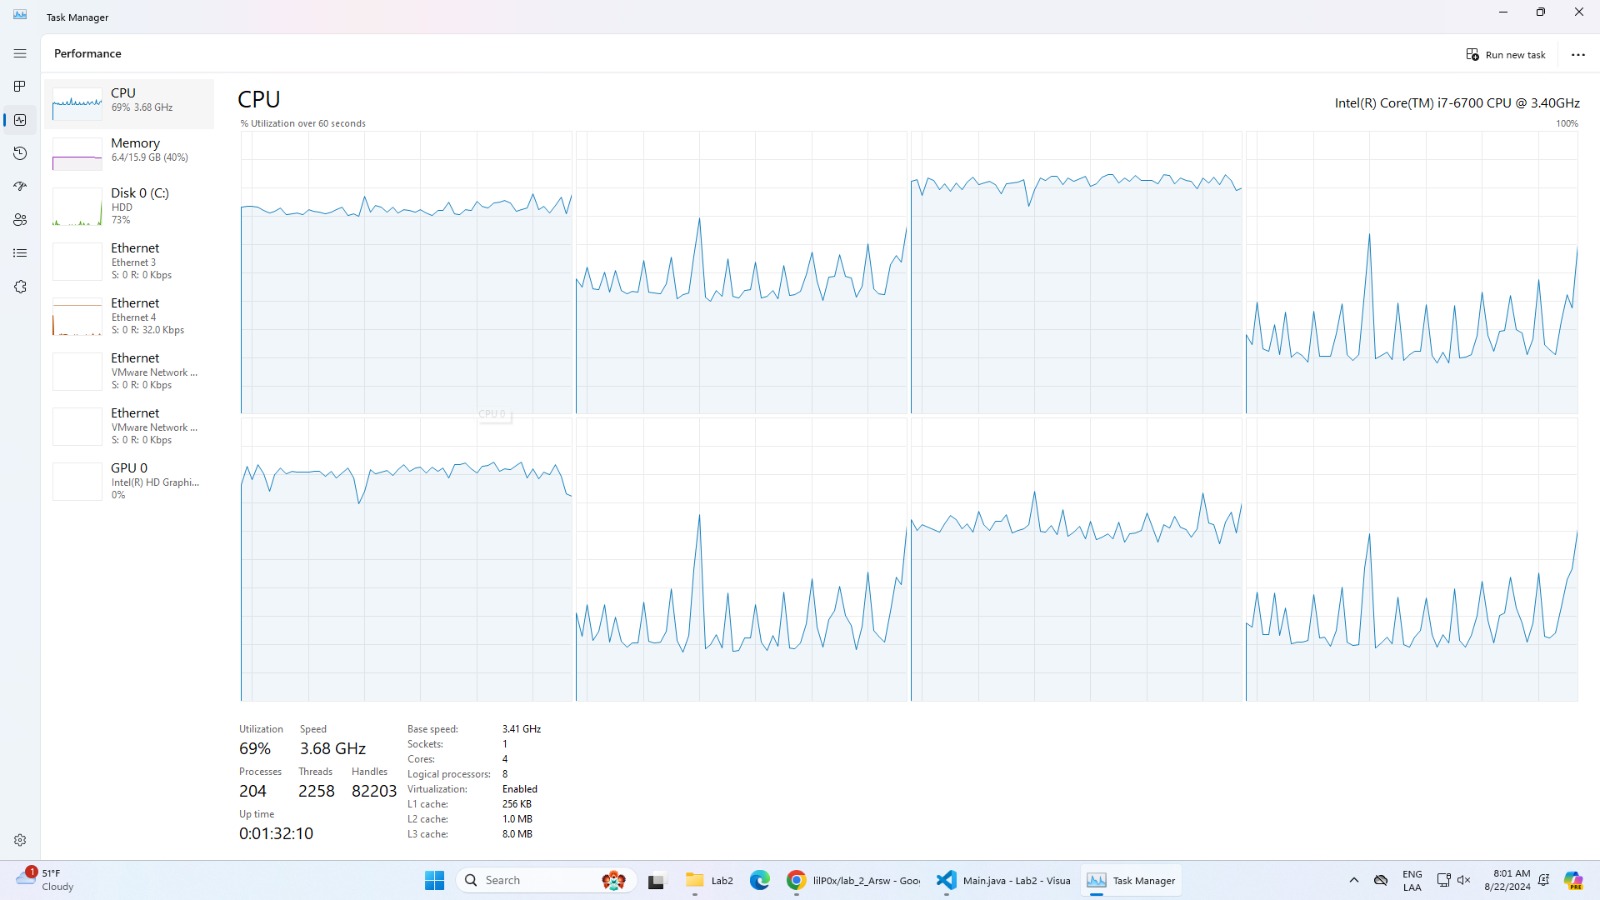 Task Manager
Performance
Run new task
CPU
69% 3.68 GHz
Memory
6.4/15.9 GB (40%)
Disk 0 (C:)
HDD
73%
Ethernet
Ethernet 3
S: 0 R: 0 Kbps
Ethernet
Ethernet 4
S: 0 R: 32.0 Kbps
Ethernet
VMware Network ...
S: 0 R: 0 Kbps
Ethernet
VMware Network ...
S: 0 R: 0 Kbps
GPU 0
Intel(R) HD Graphi...
0%
CPU
Intel(R) Core(TM) i7-6700 CPU @ 3.40GHz
% Utilization over 60 seconds
100%
CPU 0
Utilization
69%
Speed
3.68 GHz
Processes
204
Threads
2258
Handles
82203
Up time
0:01:32:10
Base speed: 3.41 GHz
Sockets: 1
Cores: 4
Logical processors: 8
Virtualization: Enabled
L1 cache: 256 KB
L2 cache: 1.0 MB
L3 cache: 8.0 MB
1
51°F
Cloudy
Search
Lab2
lilP0x/lab_2_Arsw - Goo
Main.java - Lab2 - Visua
Task Manager
ENG
LAA
8:01 AM
8/22/2024
PRE